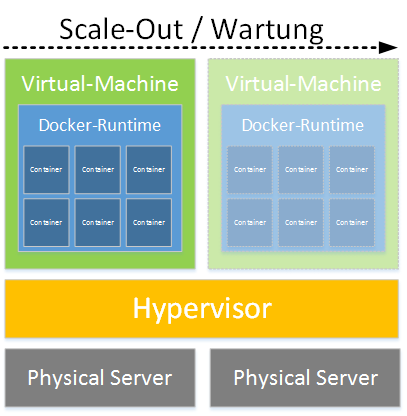 Scale-Out / Wartung
Virtual-Machine
Docker-Runtime
Container Container Container
Container Container Container
Virtual-Machine
Docker-Runtime
Container Container Container
Container Container Container
Hypervisor
Physical Server
Physical Server